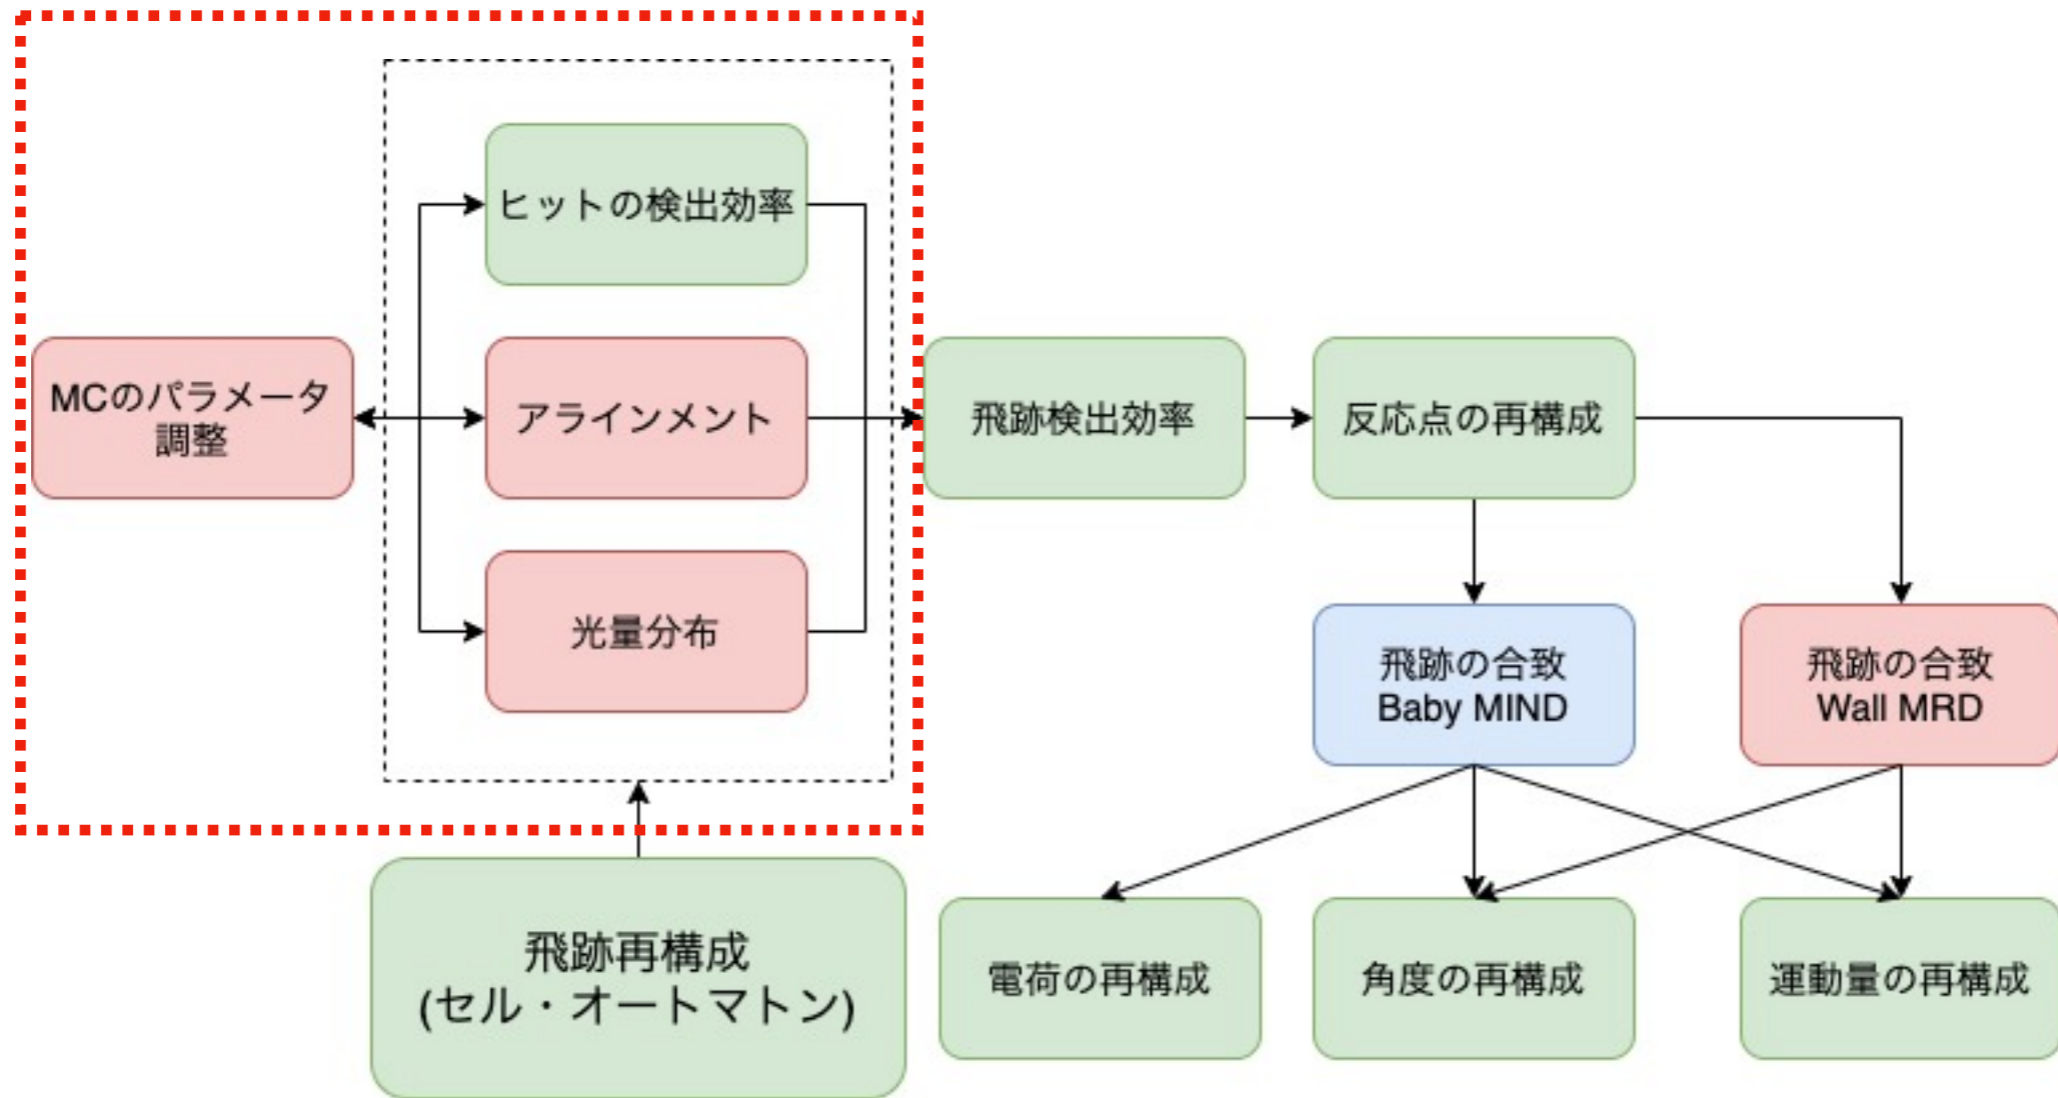 ヒットの検出効率
MCのパラメータ
調整
アラインメント
飛跡検出効率
反応点の再構成
光量分布
飛跡の合致
Baby MIND
飛跡の合致
Wall MRD
飛跡再構成
(セル・オートマトン)
電荷の再構成
角度の再構成
運動量の再構成